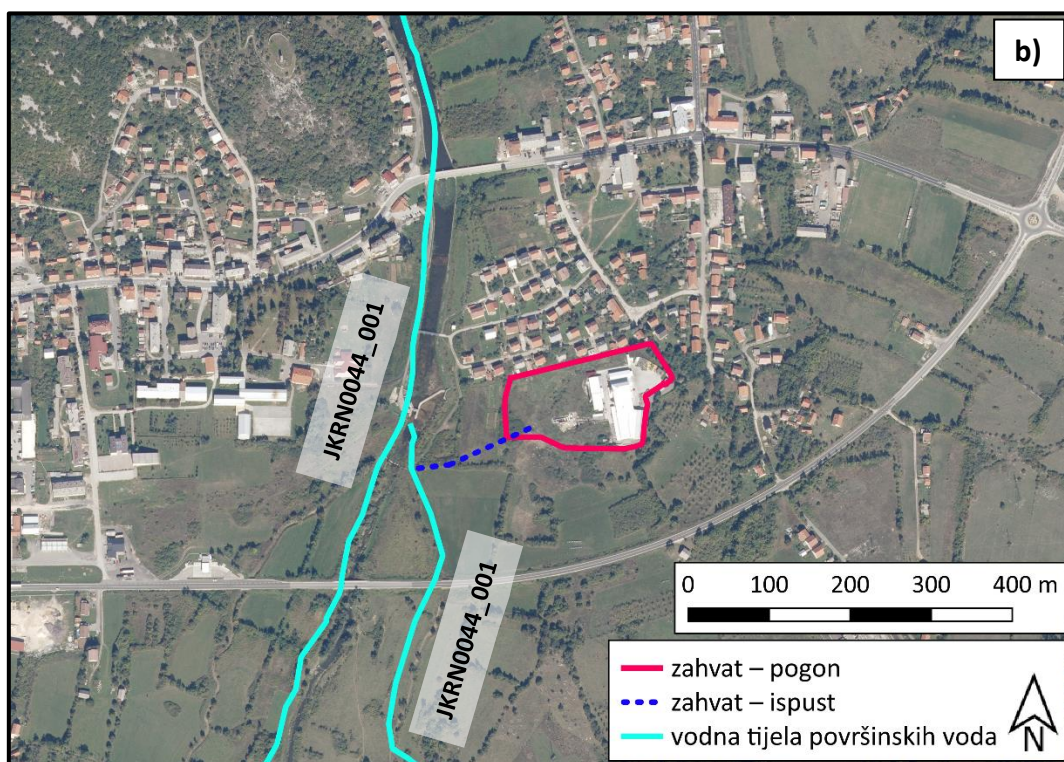 b)
JKRN0044_001
JKRN0044_001
0 100 200 300 400 m
zahvat – pogon
zahvat – ispust
vodna tijela površinskih voda
N